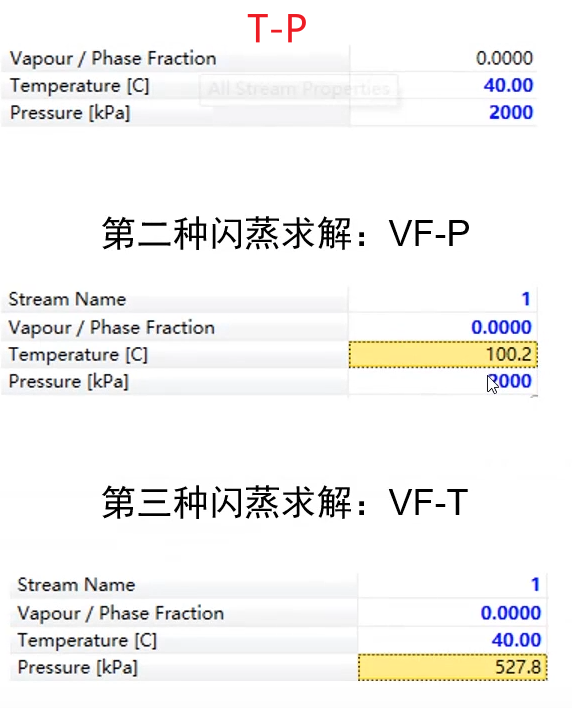 T-P
Vapour / Phase Fraction 0.0000
Temperature [C] 40.00
All Stream Properties
Pressure [kPa] 2000
第二种闪蒸求解：VF-P
Stream Name 1
Vapour / Phase Fraction 0.0000
Temperature [C] 100.2
Pressure [kPa] 2000
第三种闪蒸求解：VF-T
Stream Name 1
Vapour / Phase Fraction 0.0000
Temperature [C] 40.00
Pressure [kPa] 527.8